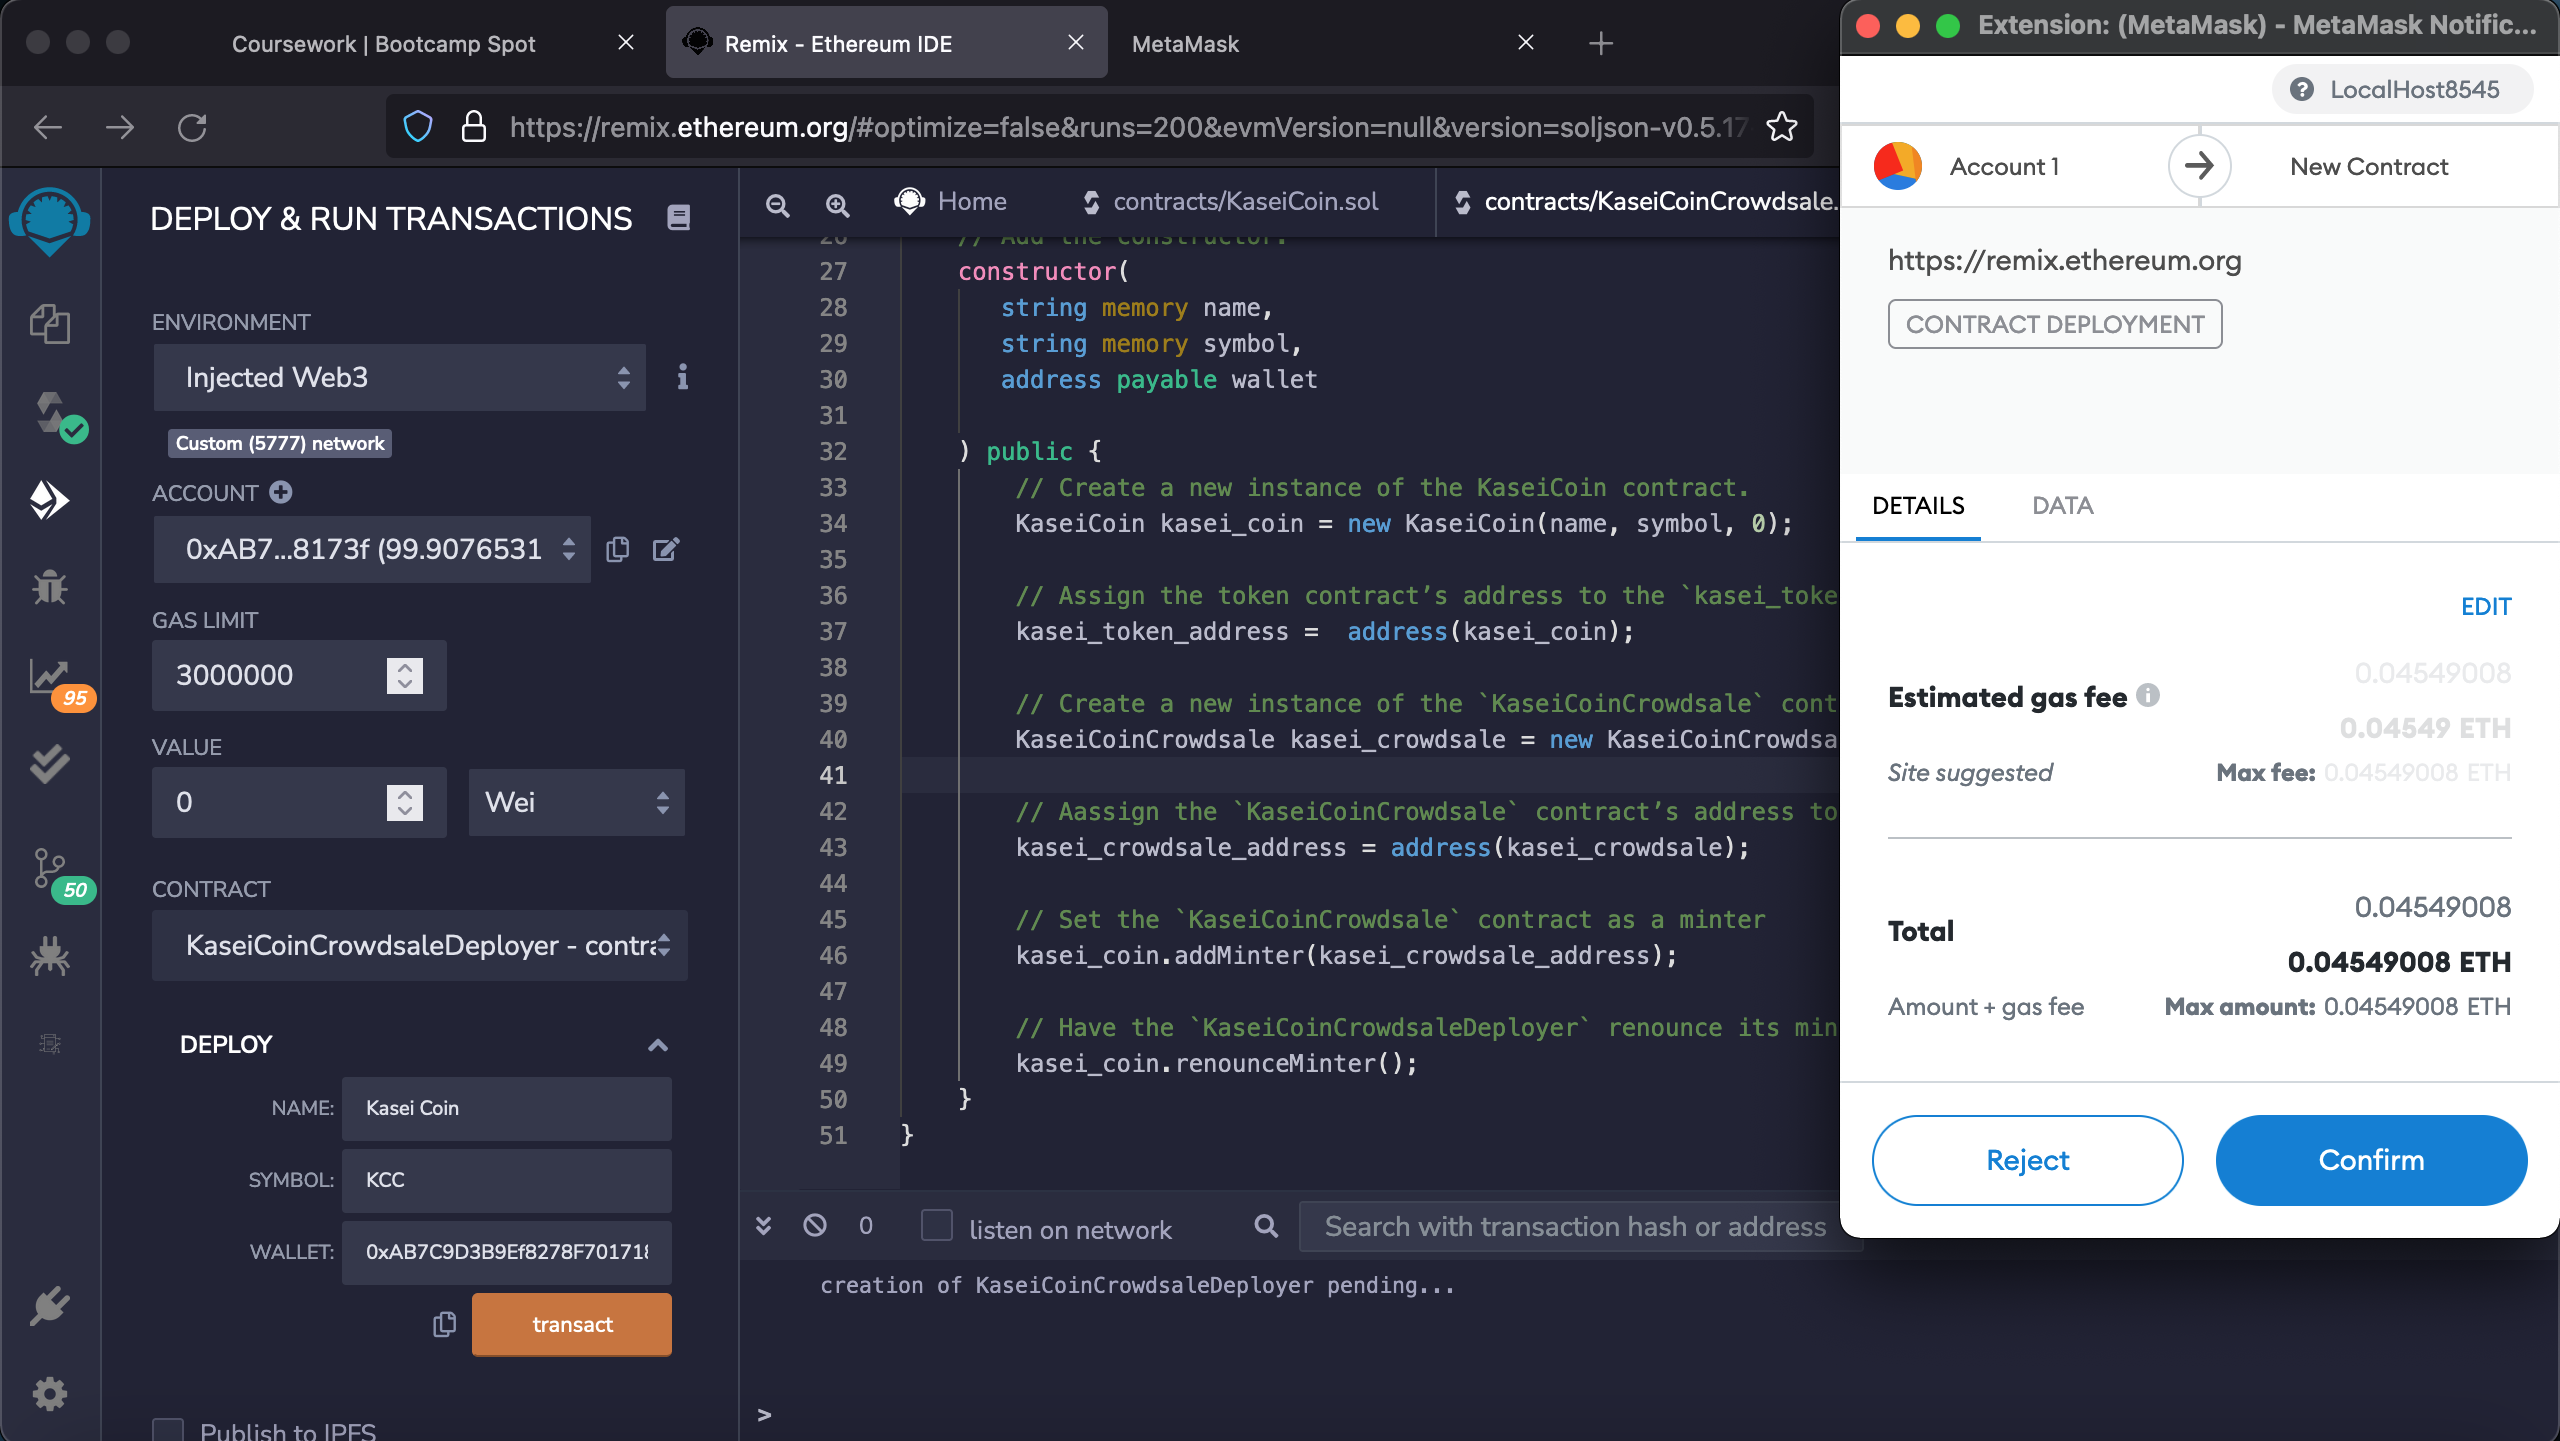 Coursework | Bootcamp Spot
Remix - Ethereum IDE
MetaMask
https://remix.ethereum.org/#optimize=false&runs=200&evmVersion=null&version=soljson-v0.5.17
DEPLOY & RUN TRANSACTIONS
ENVIRONMENT
Injected Web3
Custom (5777) network
ACCOUNT
0xAB7...8173f (99.9076531
GAS LIMIT
3000000
VALUE
0
Wei
CONTRACT
KaseiCoinCrowdsaleDeployer - contra
DEPLOY
NAME:
Kasei Coin
SYMBOL:
KCC
WALLET:
0xAB7C9D3B9Ef8278F70171
transact
Publish to IPFS
95
50
Home
contracts/KaseiCoin.sol
contracts/KaseiCoinCrowdsale.
26 // Add the constructor.
27 constructor(
28 string memory name,
29 string memory symbol,
30 address payable wallet
31
32 ) public {
33 // Create a new instance of the KaseiCoin contract.
34 KaseiCoin kasei_coin = new KaseiCoin(name, symbol, 0);
35
36 // Assign the token contract’s address to the `kasei_toke
37 kasei_token_address =  address(kasei_coin);
38
39 // Create a new instance of the `KaseiCoinCrowdsale` cont
40 KaseiCoinCrowdsale kasei_crowdsale = new KaseiCoinCrowdsa
41
42 // Aassign the `KaseiCoinCrowdsale` contract’s address to
43 kasei_crowdsale_address = address(kasei_crowdsale);
44
45 // Set the `KaseiCoinCrowdsale` contract as a minter
46 kasei_coin.addMinter(kasei_crowdsale_address);
47
48 // Have the `KaseiCoinCrowdsaleDeployer` renounce its min
49 kasei_coin.renounceMinter();
50 }
51 }
0
listen on network
Search with transaction hash or address
creation of KaseiCoinCrowdsaleDeployer pending...
>
Extension: (MetaMask) - MetaMask Notific...
LocalHost8545
Account 1
New Contract
https://remix.ethereum.org
CONTRACT DEPLOYMENT
DETAILS
DATA
EDIT
0.04549008
Estimated gas fee
0.04549 ETH
Site suggested
Max fee: 0.04549008 ETH
0.04549008
Total
0.04549008 ETH
Amount + gas fee
Max amount: 0.04549008 ETH
Reject
Confirm